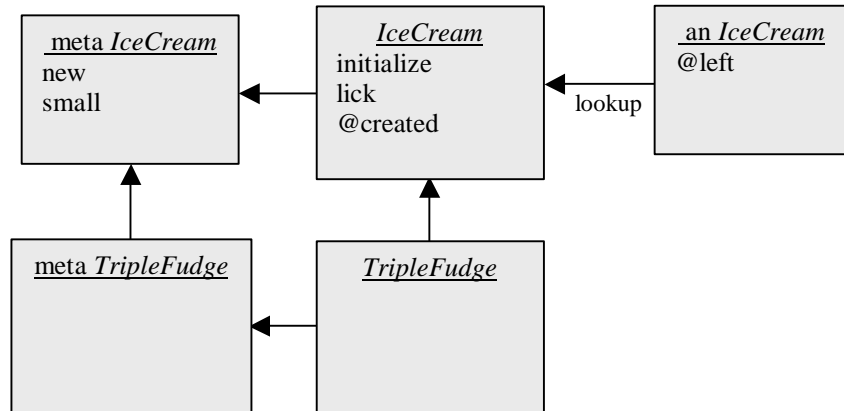 meta IceCream
new
small
IceCream
initialize
lick
@created
an IceCream
@left
lookup
meta TripleFudge
TripleFudge